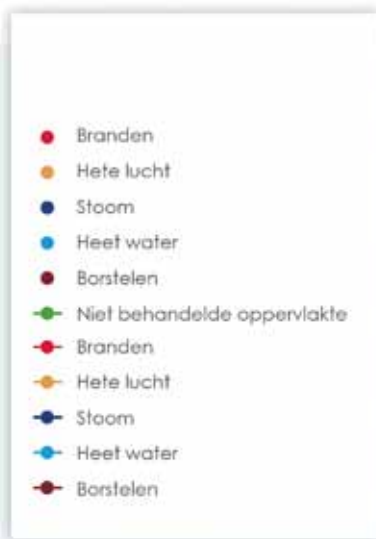 Branden
Hete lucht
Stoom
Heet water
Borstelen
Niet behandelde oppervlakte
Branden
Hete lucht
Stoom
Heet water
Borstelen